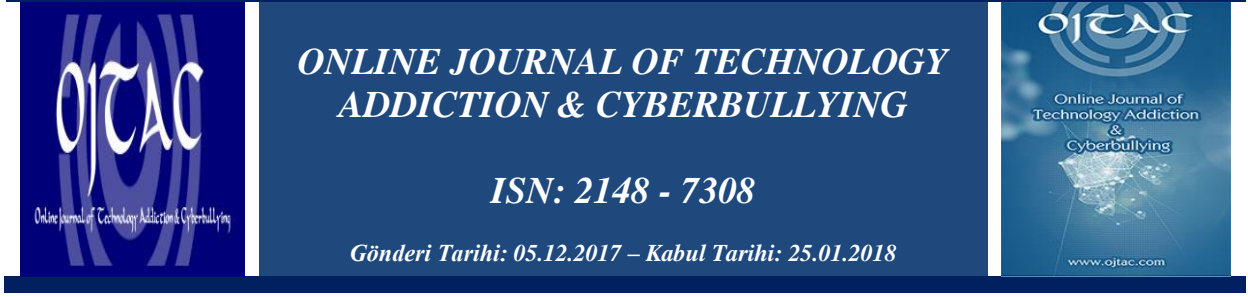 OJTAC
Online Journal of Technology Addiction & Cyberbullying
ONLINE JOURNAL OF TECHNOLOGY
ADDICTION & CYBERBULLYING
ISN: 2148 - 7308
Gönderi Tarihi: 05.12.2017 – Kabul Tarihi: 25.01.2018
OJTAC
Online Journal of
Technology Addiction
&
Cyberbullying
www.ojtac.com